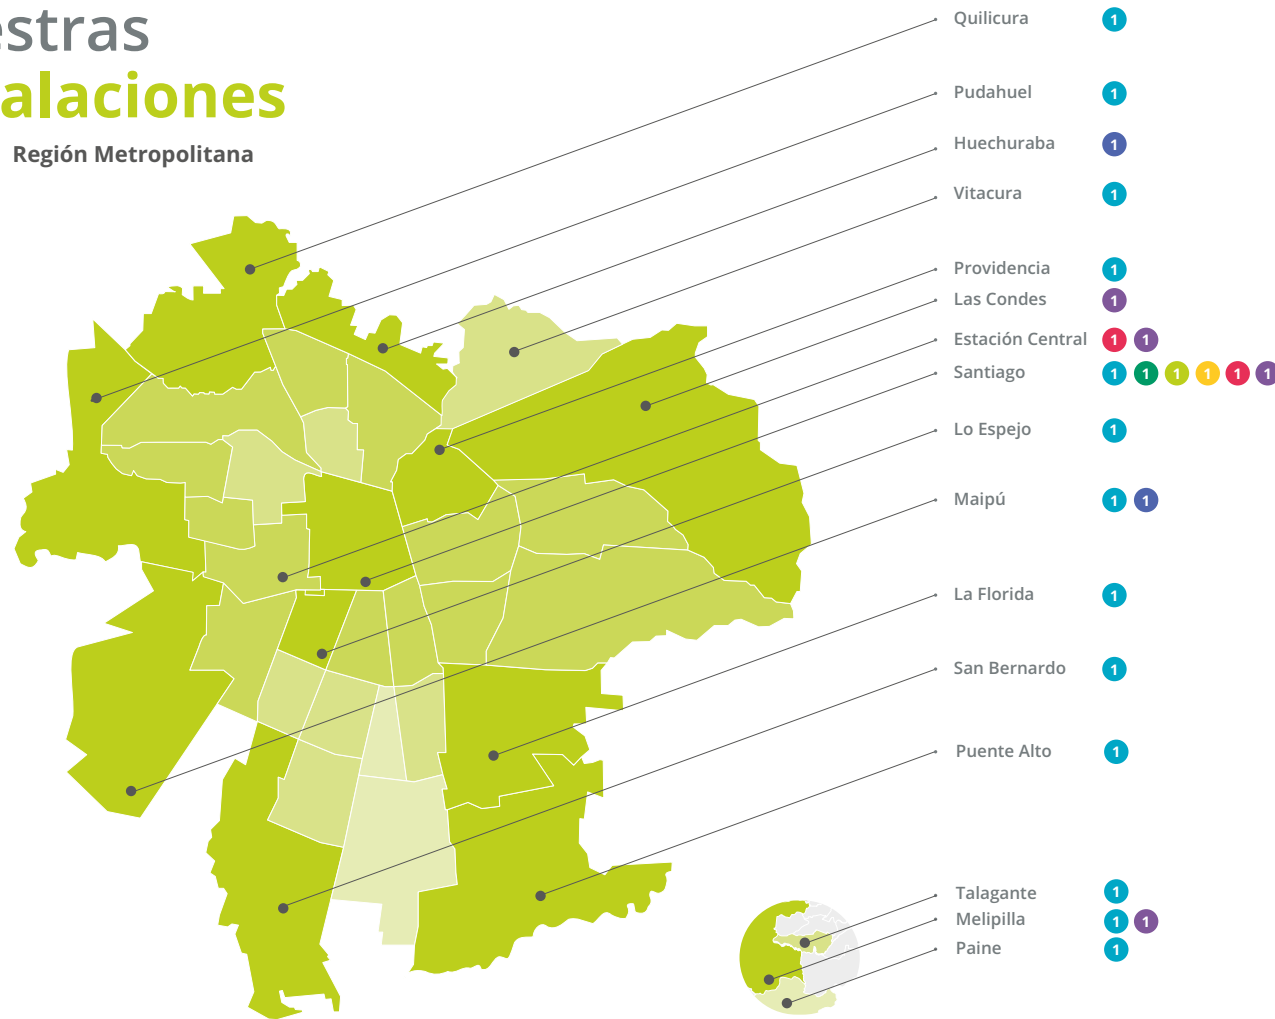 estras
alaciones
Región Metropolitana
Quilicura 1
Pudahuel 1
Huechuraba 1
Vitacura 1
Providencia 1
Las Condes 1
Estación Central 1 1
Santiago 1 1 1 1 1 1
Lo Espejo 1
Maipú 1 1
La Florida 1
San Bernardo 1
Puente Alto 1
Talagante 1
Melipilla 1 1
Paine 1